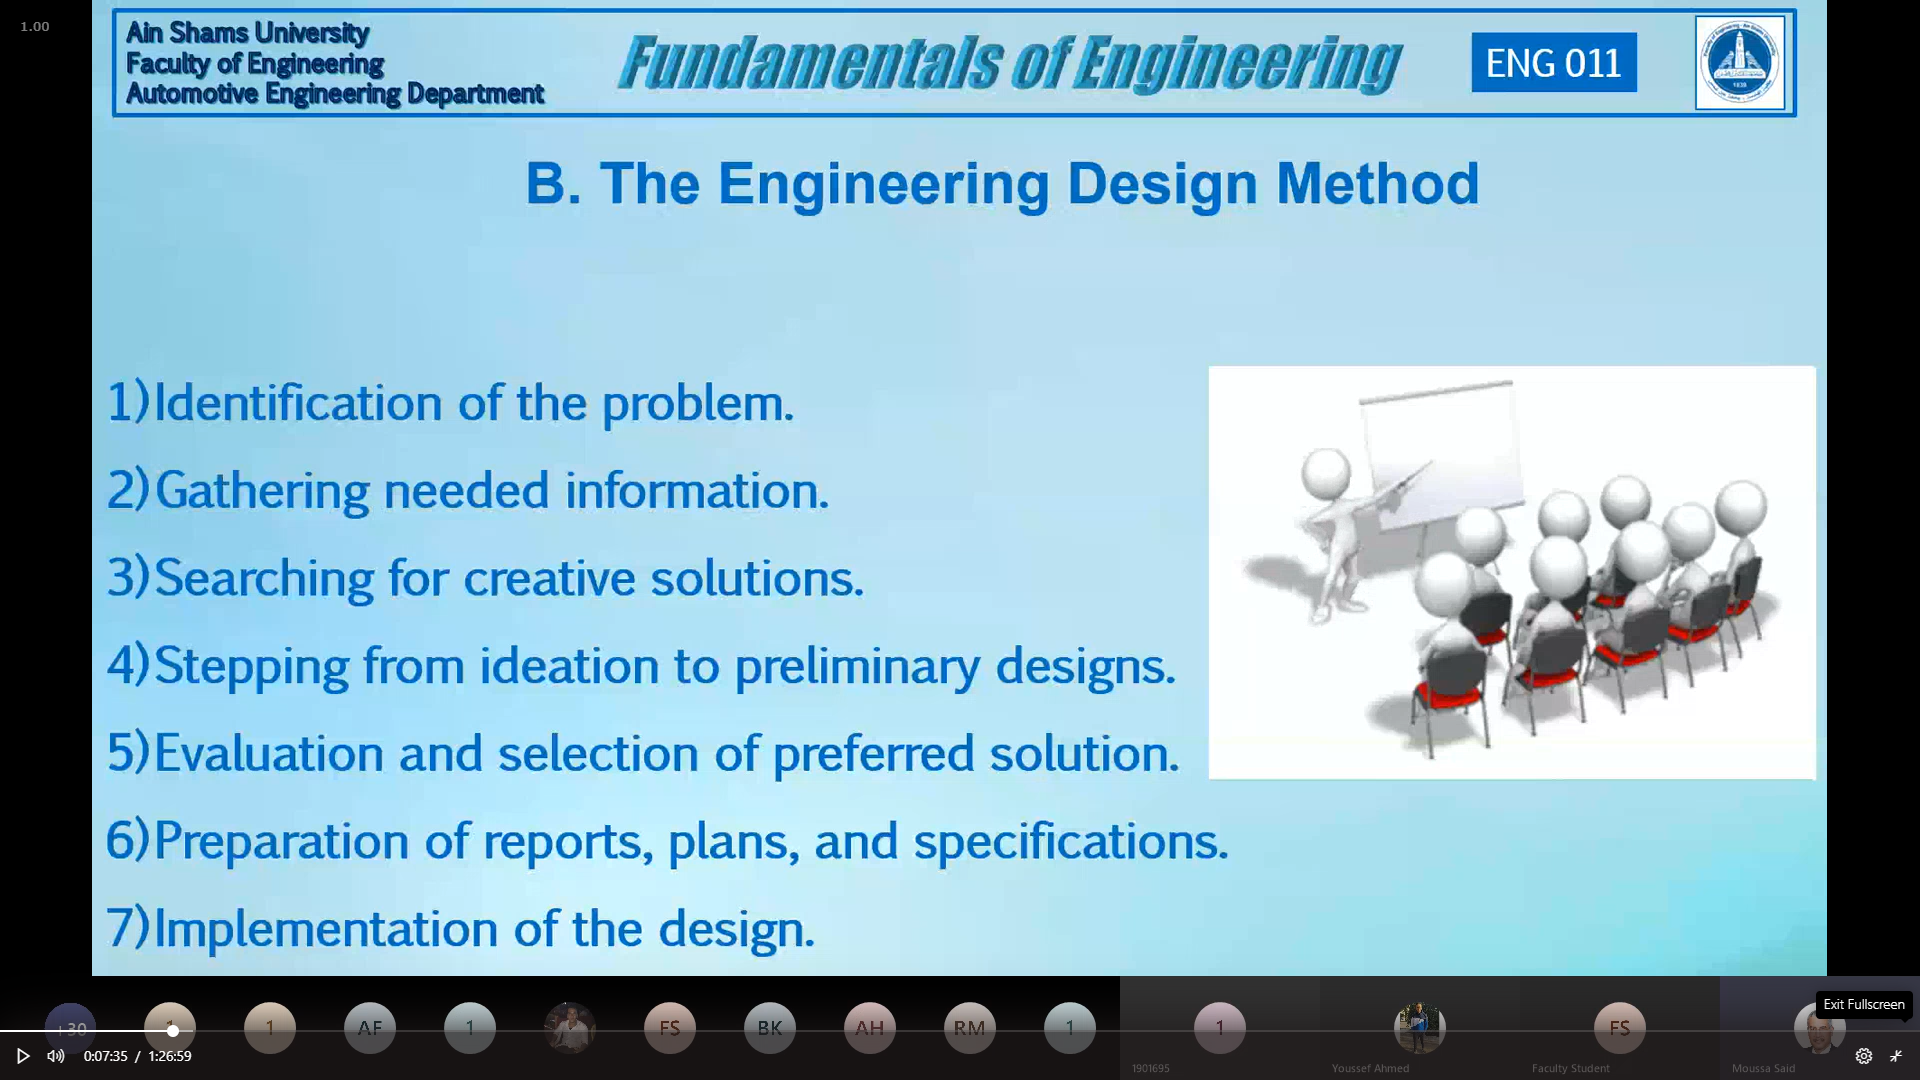 1.00
Ain Shams University
Faculty of Engineering
Automotive Engineering Department
Fundamentals of Engineering
ENG 011
B. The Engineering Design Method
1)Identification of the problem.
2)Gathering needed information.
3)Searching for creative solutions.
4)Stepping from ideation to preliminary designs.
5)Evaluation and selection of preferred solution.
6)Preparation of reports, plans, and specifications.
7)Implementation of the design.
Exit Fullscreen
+30 1 1 AF 1 FS BK AH RM 1 1 FS
0:07:35 / 1:26:59
1901695 Youssef Ahmed Faculty Student Moussa Said